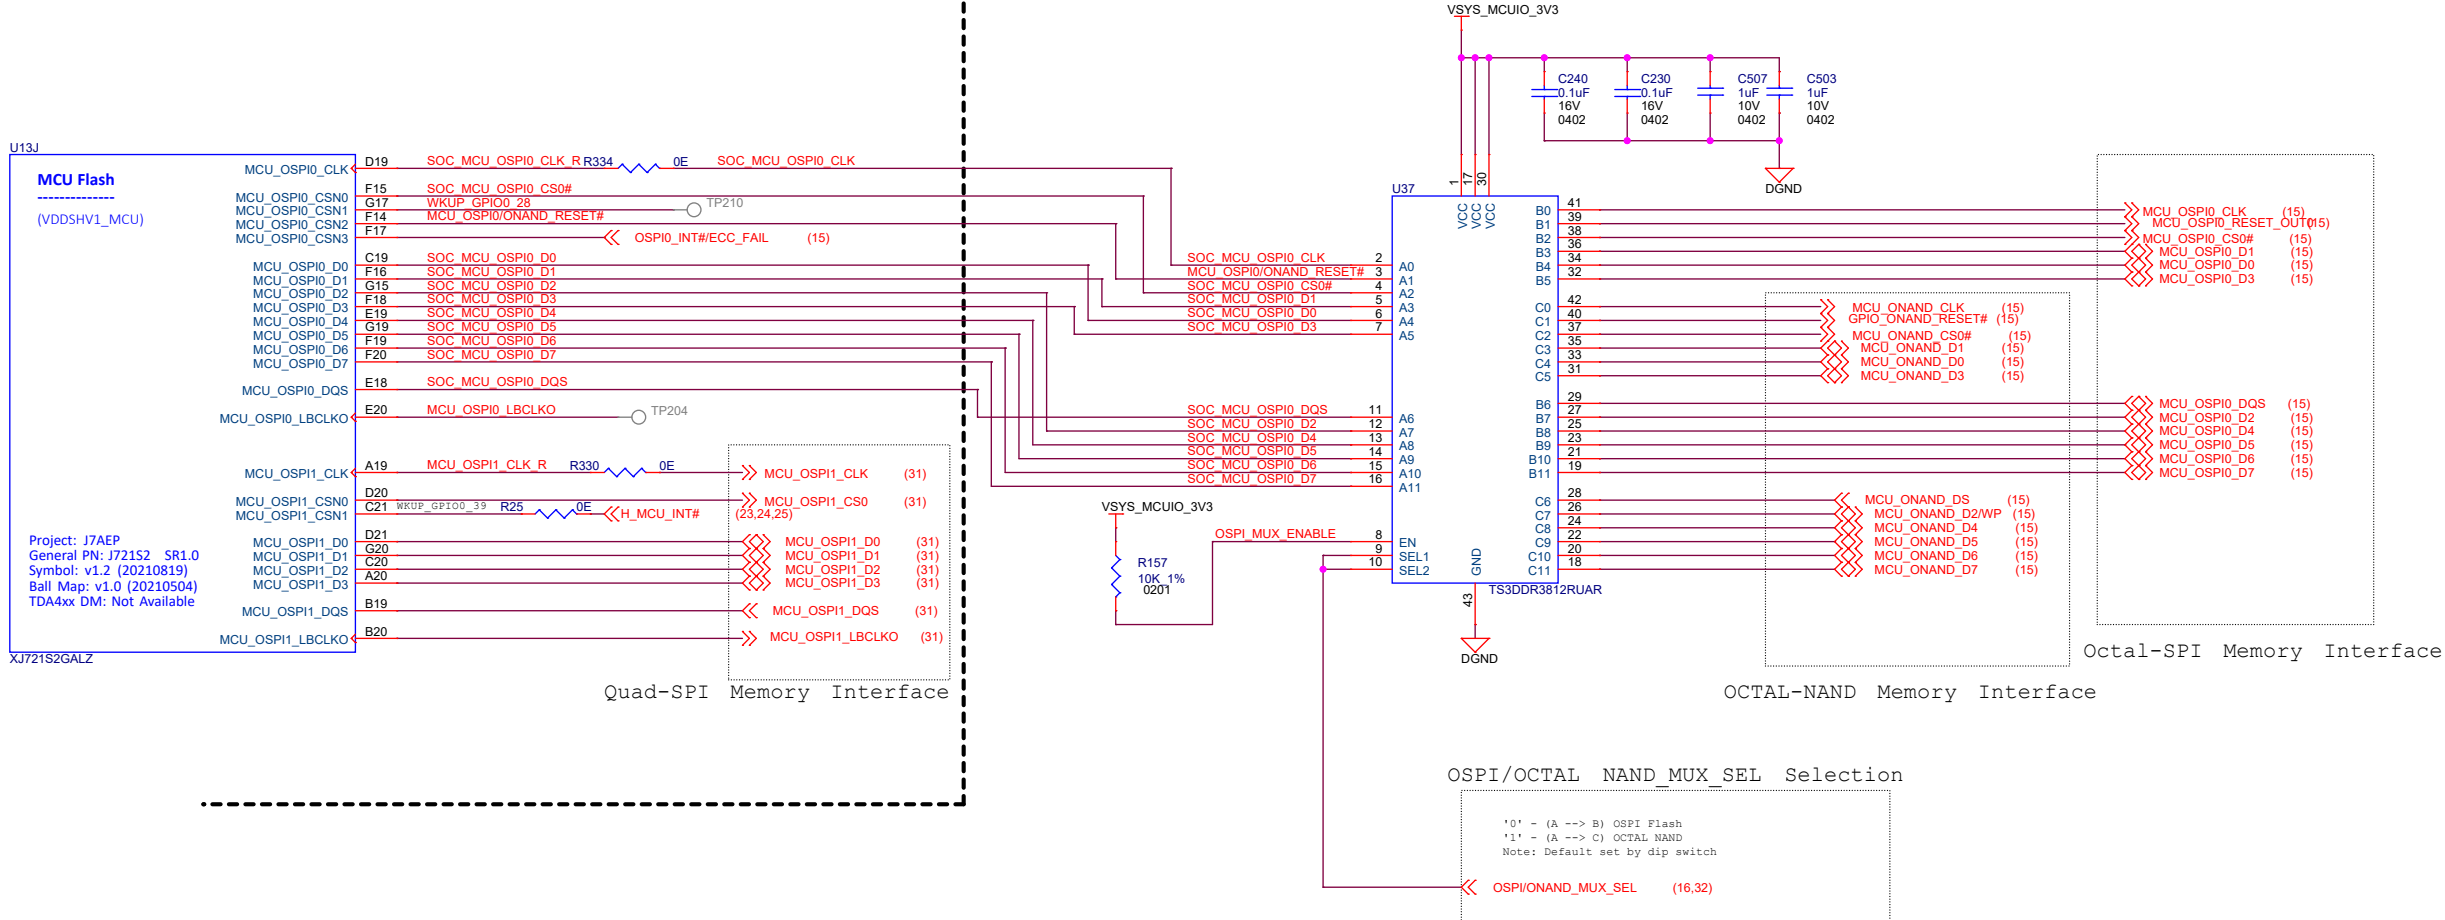 VSYS_MCUIO_3V3
C240
0.1uF
16V
0402
C230
0.1uF
16V
0402
C507
1uF
10V
0402
C503
1uF
10V
0402
DGND
U13J
MCU Flash
--------------
(VDDSHV1_MCU)
MCU_OSPI0_CLK D19 SOC_MCU_OSPI0_CLK_R R334 0E SOC_MCU_OSPI0_CLK
MCU_OSPI0_CSN0 F15 SOC_MCU_OSPI0_CS0#
MCU_OSPI0_CSN1 G17 WKUP_GPIO0_28 TP210
MCU_OSPI0_CSN2 F14 MCU_OSPI0/ONAND_RESET#
MCU_OSPI0_CSN3 F17 OSPI0_INT#/ECC_FAIL (15)
MCU_OSPI0_D0 C19 SOC_MCU_OSPI0_D0
MCU_OSPI0_D1 F16 SOC_MCU_OSPI0_D1
MCU_OSPI0_D2 G15 SOC_MCU_OSPI0_D2
MCU_OSPI0_D3 F18 SOC_MCU_OSPI0_D3
MCU_OSPI0_D4 E19 SOC_MCU_OSPI0_D4
MCU_OSPI0_D5 G19 SOC_MCU_OSPI0_D5
MCU_OSPI0_D6 F19 SOC_MCU_OSPI0_D6
MCU_OSPI0_D7 F20 SOC_MCU_OSPI0_D7
MCU_OSPI0_DQS E18 SOC_MCU_OSPI0_DQS
MCU_OSPI0_LBCLKO E20 MCU_OSPI0_LBCLKO TP204
MCU_OSPI1_CLK A19 MCU_OSPI1_CLK_R R330 0E MCU_OSPI1_CLK (31)
MCU_OSPI1_CSN0 D20 MCU_OSPI1_CS0 (31)
MCU_OSPI1_CSN1 C21 WKUP_GPIO0_39 R25 0E H_MCU_INT# (23,24,25)
MCU_OSPI1_D0 D21 MCU_OSPI1_D0 (31)
MCU_OSPI1_D1 G20 MCU_OSPI1_D1 (31)
MCU_OSPI1_D2 C20 MCU_OSPI1_D2 (31)
MCU_OSPI1_D3 A20 MCU_OSPI1_D3 (31)
MCU_OSPI1_DQS B19 MCU_OSPI1_DQS (31)
MCU_OSPI1_LBCLKO B20 MCU_OSPI1_LBCLKO (31)
Project: J7AEP
General PN: J721S2 SR1.0
Symbol: v1.2 (20210819)
Ball Map: v1.0 (20210504)
TDA4xx DM: Not Available
XJ721S2GALZ
Quad-SPI Memory Interface
U37
1 VCC
17 VCC
30 VCC
SOC_MCU_OSPI0_CLK 2 A0
MCU_OSPI0/ONAND_RESET# 3 A1
SOC_MCU_OSPI0_CS0# 4 A2
SOC_MCU_OSPI0_D1 5 A3
SOC_MCU_OSPI0_D0 6 A4
SOC_MCU_OSPI0_D3 7 A5
SOC_MCU_OSPI0_DQS 11 A6
SOC_MCU_OSPI0_D2 12 A7
SOC_MCU_OSPI0_D4 13 A8
SOC_MCU_OSPI0_D5 14 A9
SOC_MCU_OSPI0_D6 15 A10
SOC_MCU_OSPI0_D7 16 A11
VSYS_MCUIO_3V3
R157
10K_1%
0201
OSPI_MUX_ENABLE 8 EN
9 SEL1
10 SEL2
GND
43
DGND
TS3DDR3812RUAR
B0 41 MCU_OSPI0_CLK (15)
B1 39 MCU_OSPI0_RESET_OUT0 (15)
B2 38 MCU_OSPI0_CS0# (15)
B3 36 MCU_OSPI0_D1 (15)
B4 34 MCU_OSPI0_D0 (15)
B5 32 MCU_OSPI0_D3 (15)
C0 42 MCU_ONAND_CLK (15)
C1 40 GPIO_ONAND_RESET# (15)
C2 37 MCU_ONAND_CS0# (15)
C3 35 MCU_ONAND_D1 (15)
C4 33 MCU_ONAND_D0 (15)
C5 31 MCU_ONAND_D3 (15)
B6 29 MCU_OSPI0_DQS (15)
B7 27 MCU_OSPI0_D2 (15)
B8 25 MCU_OSPI0_D4 (15)
B9 23 MCU_OSPI0_D5 (15)
B10 21 MCU_OSPI0_D6 (15)
B11 19 MCU_OSPI0_D7 (15)
C6 28 MCU_ONAND_DS (15)
C7 26 MCU_ONAND_D2/WP (15)
C8 24 MCU_ONAND_D4 (15)
C9 22 MCU_ONAND_D5 (15)
C10 20 MCU_ONAND_D6 (15)
C11 18 MCU_ONAND_D7 (15)
Octal-SPI Memory Interface
OCTAL-NAND Memory Interface
OSPI/OCTAL NAND_MUX_SEL Selection
'0' - (A --> B) OSPI Flash
'1' - (A --> C) OCTAL NAND
Note: Default set by dip switch
OSPI/ONAND_MUX_SEL (16,32)